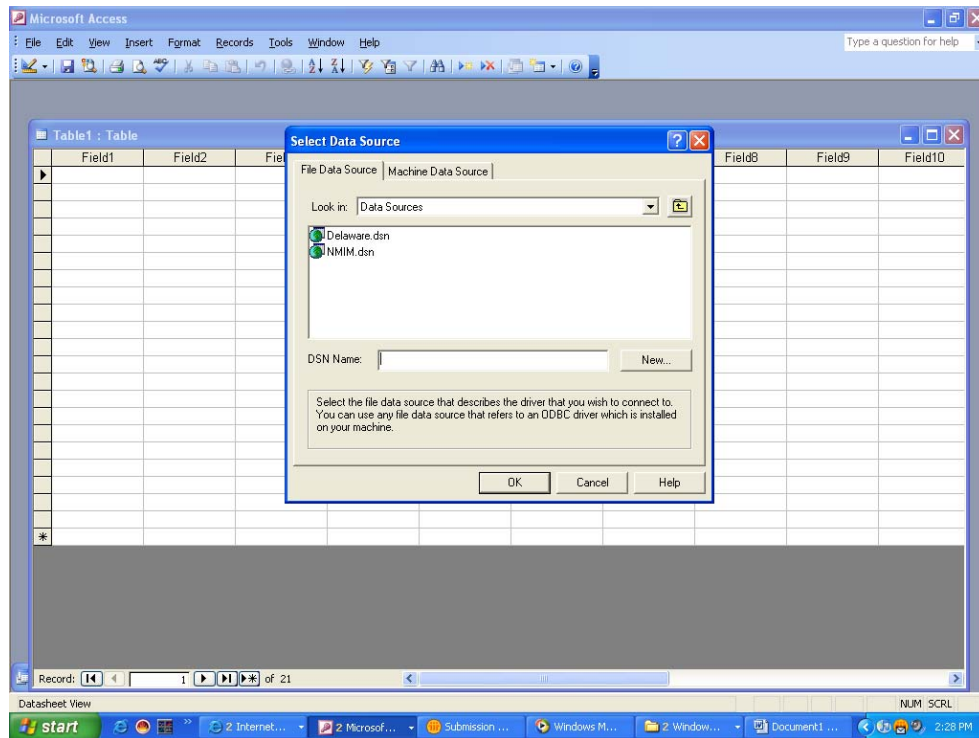 Microsoft Access
File Edit View Insert Format Records Tools Window Help
Type a question for help
Table1 : Table
Field1 Field2 Fiel Field8 Field9 Field10
Select Data Source
File Data Source Machine Data Source
Look in: Data Sources
Delaware.dsn
NMIM.dsn
DSN Name: New...
Select the file data source that describes the driver that you wish to connect to.
You can use any file data source that refers to an ODBC driver which is installed
on your machine.
OK Cancel Help
Record: 1 of 21
Datasheet View NUM SCRL
start 2 Internet... 2 Microsof... Submission ... Windows M... 2 Window... Document1 ... 2:28 PM